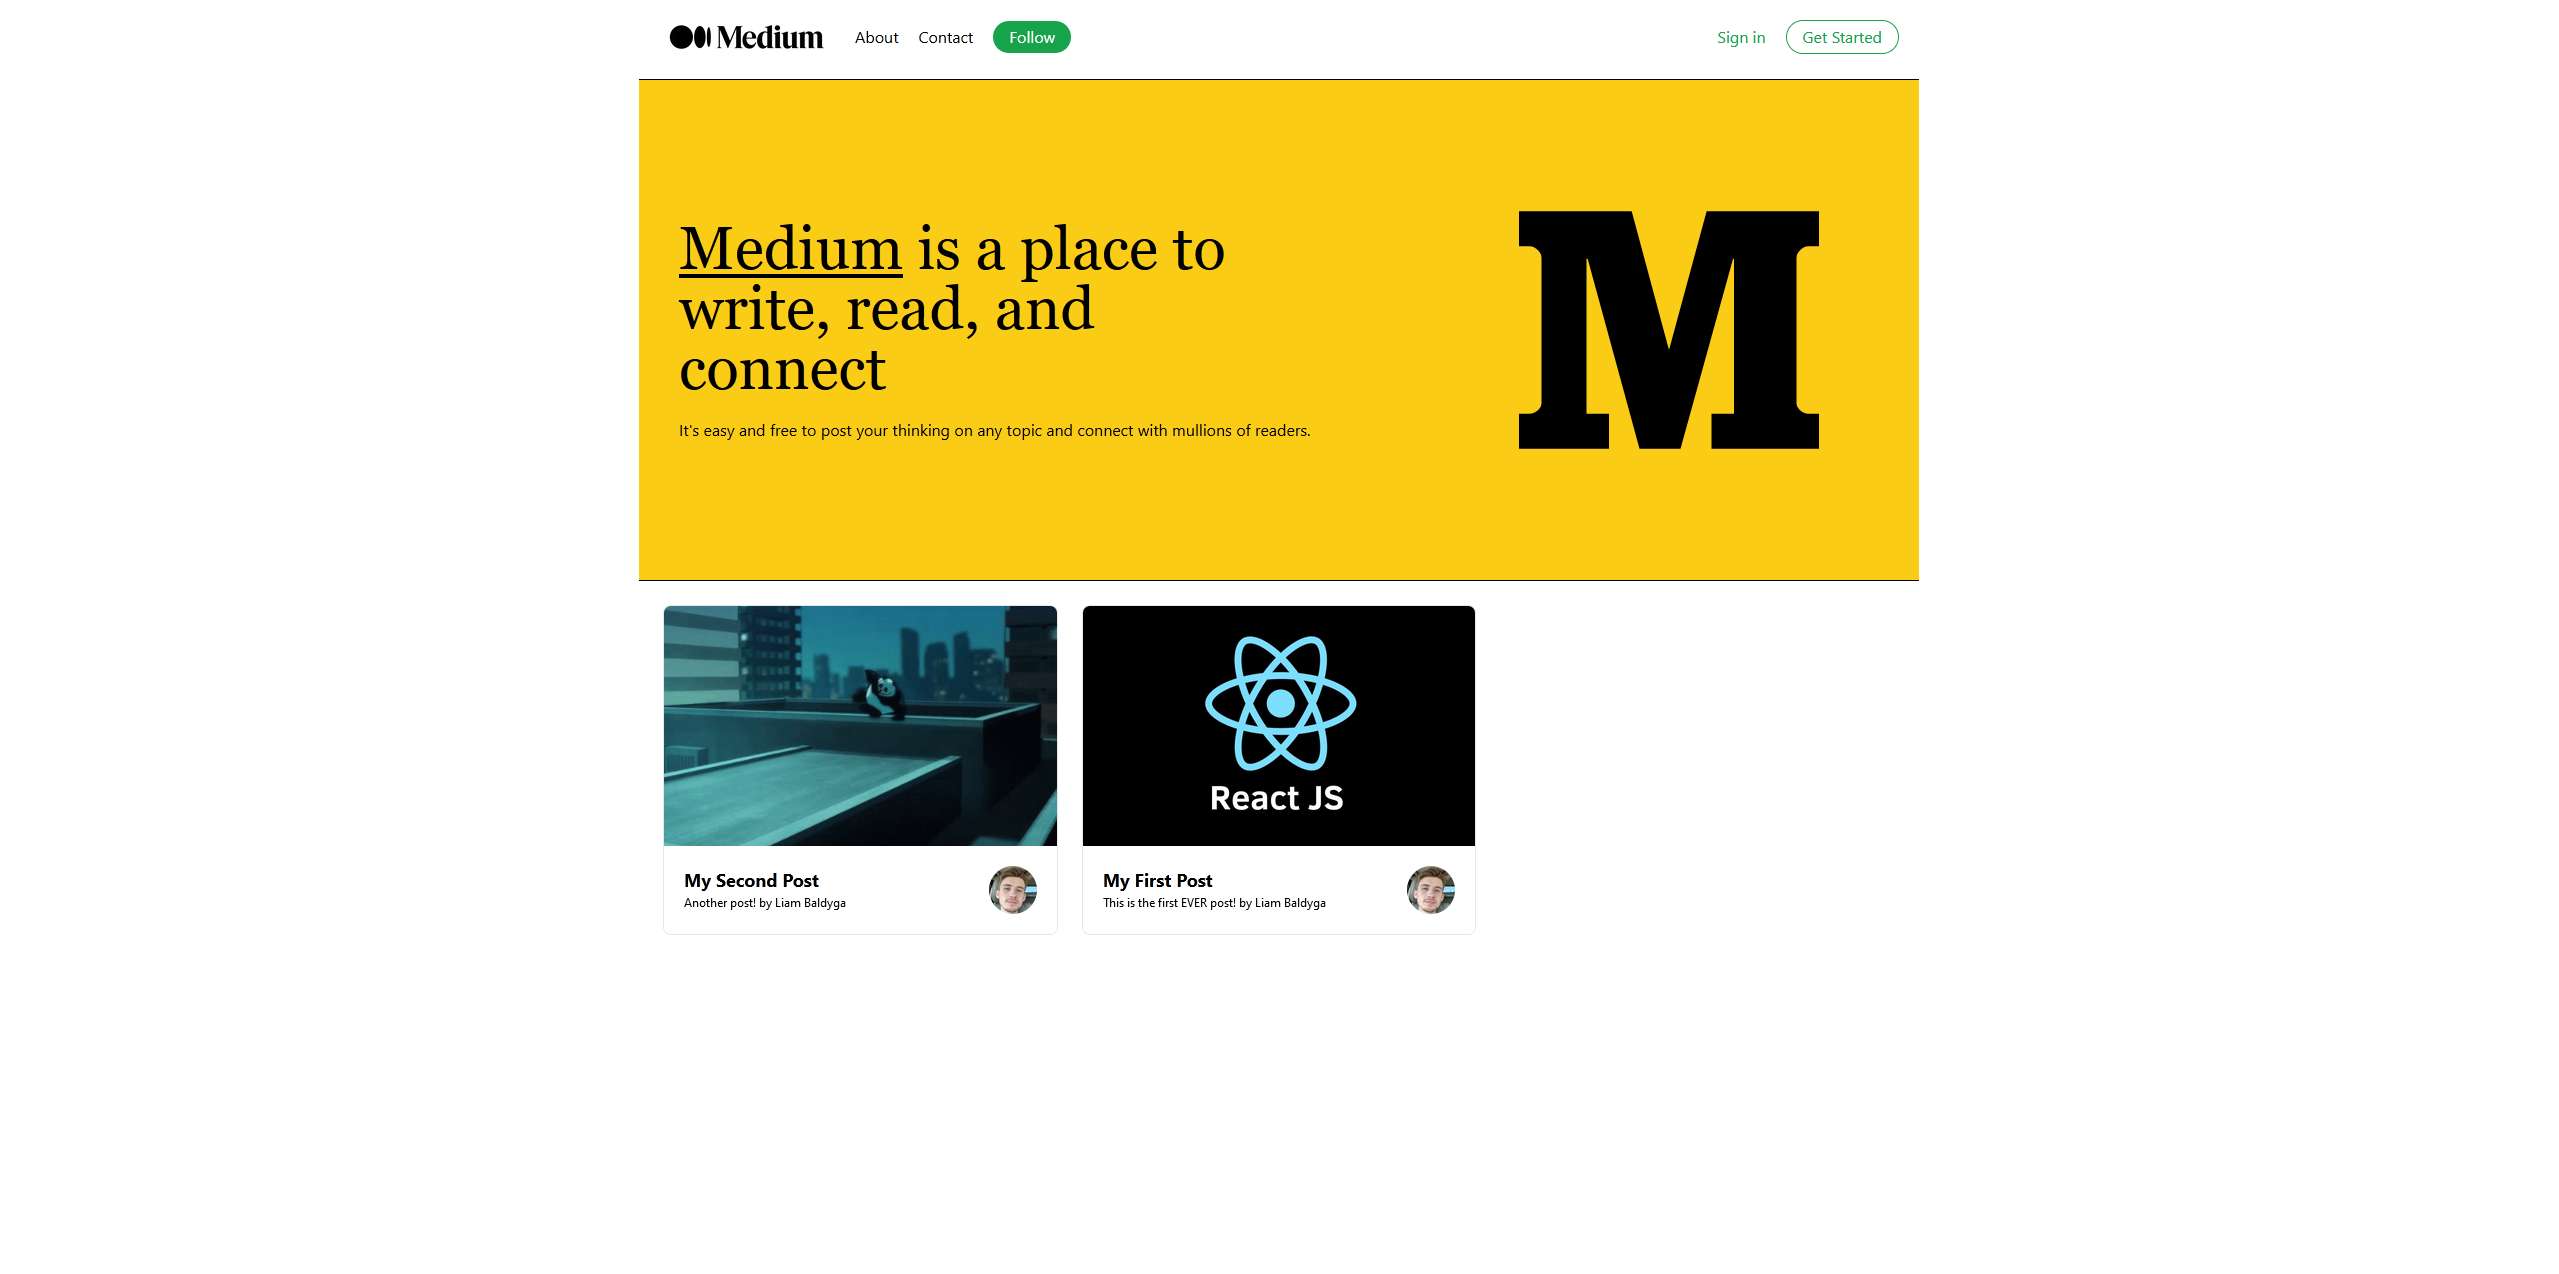 Medium
About
Contact
Follow
Sign in
Get Started
Medium is a place to
write, read, and
connect
It's easy and free to post your thinking on any topic and connect with mullions of readers.
M
React JS
My Second Post
Another post! by Liam Baldyga
My First Post
This is the first EVER post! by Liam Baldyga